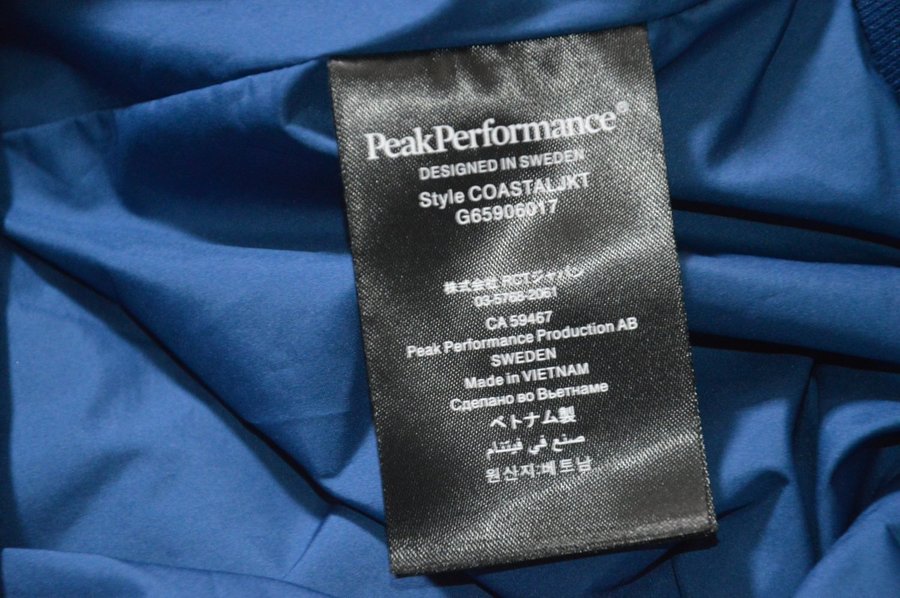 PeakPerformance®
DESIGNED IN SWEDEN
Style COASTALJKT
G65906017
株式会社 RCTジャパン
03-5768-2061
CA 59467
Peak Performance Production AB
SWEDEN
Made in VIETNAM
Сделано во Вьетнаме
ベトナム製
صنع في فيتنام
원산지:베트남